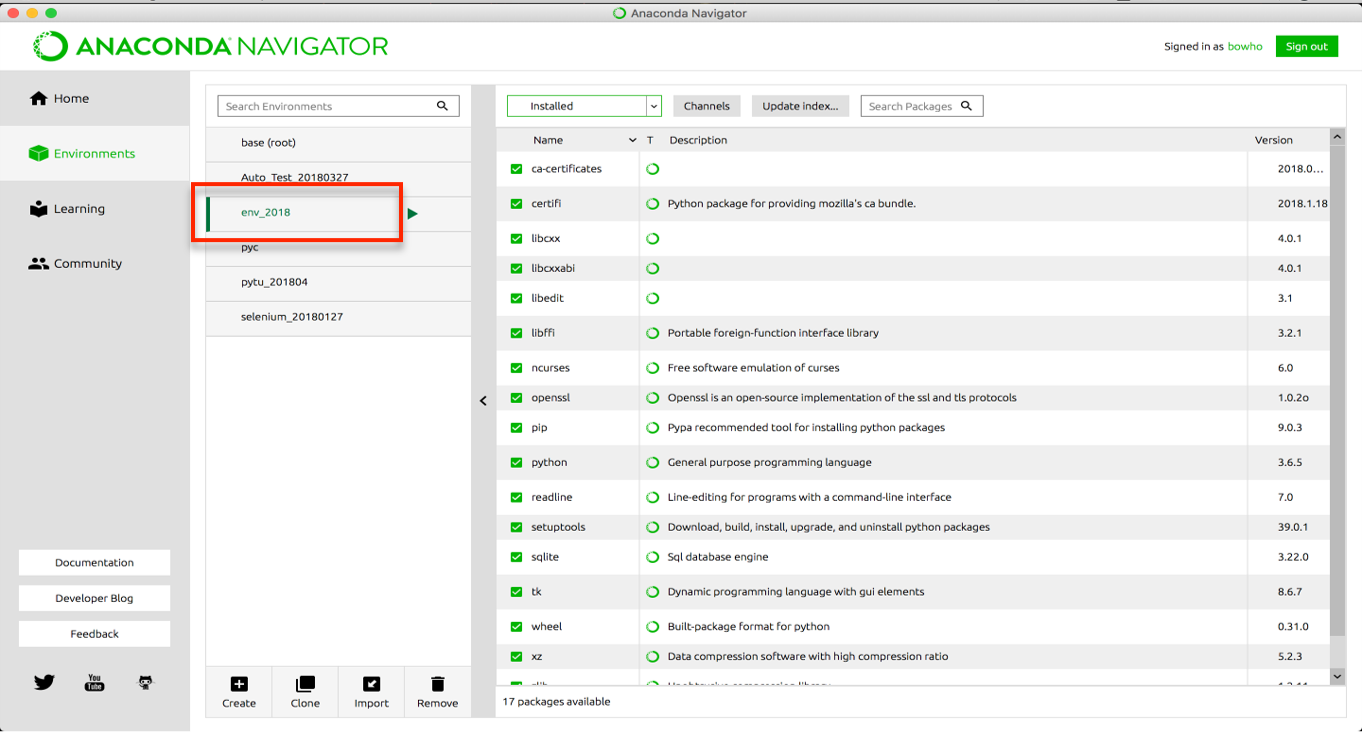 Anaconda Navigator
ANACONDA NAVIGATOR
Signed in as bowho
Sign out
Home
Environments
Learning
Community
Documentation
Developer Blog
Feedback
You
Tube
Search Environments
base (root)
Auto_Test_20180327
env_2018
pyc
pytu_201804
selenium_20180127
Create Clone Import Remove
Installed Channels Update index... Search Packages
Name T Description Version
ca-certificates 2018.0...
certifi Python package for providing mozilla's ca bundle. 2018.1.18
libcxx 4.0.1
libcxxabi 4.0.1
libedit 3.1
libffi Portable foreign-function interface library 3.2.1
ncurses Free software emulation of curses 6.0
openssl Openssl is an open-source implementation of the ssl and tls protocols 1.0.2o
pip Pypa recommended tool for installing python packages 9.0.3
python General purpose programming language 3.6.5
readline Line-editing for programs with a command-line interface 7.0
setuptools Download, build, install, upgrade, and uninstall python packages 39.0.1
sqlite Sql database engine 3.22.0
tk Dynamic programming language with gui elements 8.6.7
wheel Built-package format for python 0.31.0
xz Data compression software with high compression ratio 5.2.3
17 packages available